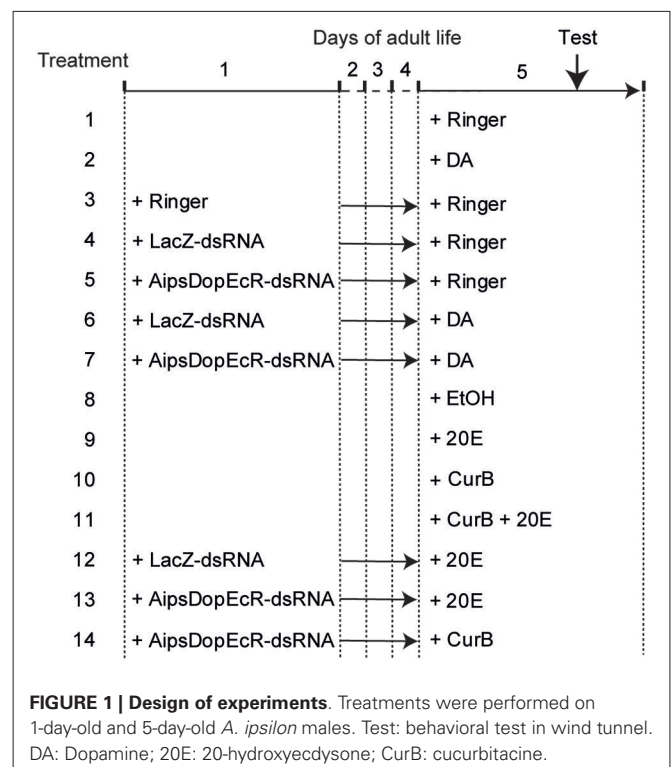 Days of adult life Test
Treatment 1 2 3 4 5
1 + Ringer
2 + DA
3 + Ringer + Ringer
4 + LacZ-dsRNA + Ringer
5 + AipsDopEcR-dsRNA + Ringer
6 + LacZ-dsRNA + DA
7 + AipsDopEcR-dsRNA + DA
8 + EtOH
9 + 20E
10 + CurB
11 + CurB + 20E
12 + LacZ-dsRNA + 20E
13 + AipsDopEcR-dsRNA + 20E
14 + AipsDopEcR-dsRNA + CurB
FIGURE 1 | Design of experiments. Treatments were performed on
1-day-old and 5-day-old A. ipsilon males. Test: behavioral test in wind tunnel.
DA: Dopamine; 20E: 20-hydroxyecdysone; CurB: cucurbitacine.